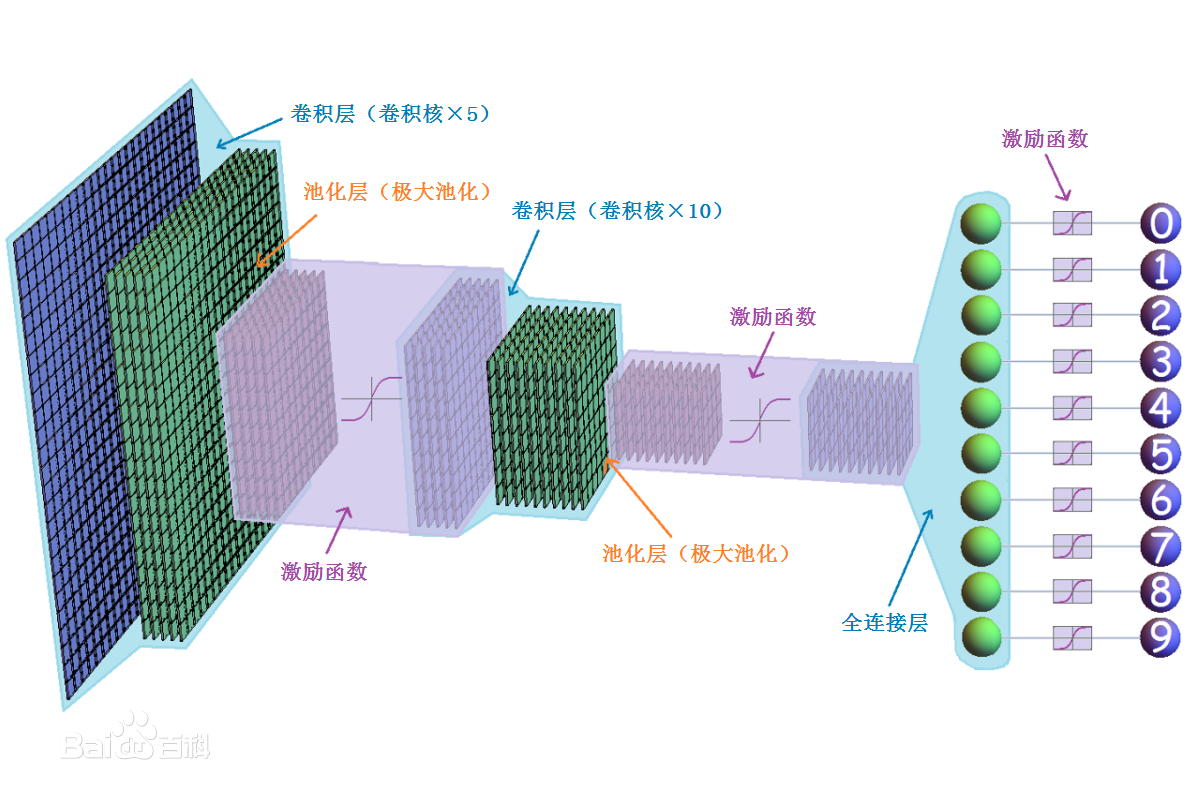 卷积层（卷积核×5）
激励函数
池化层（极大池化）
卷积层（卷积核×10）
激励函数
池化层（极大池化）
激励函数
全连接层
0
1
2
3
4
5
6
7
8
9
Bai百科